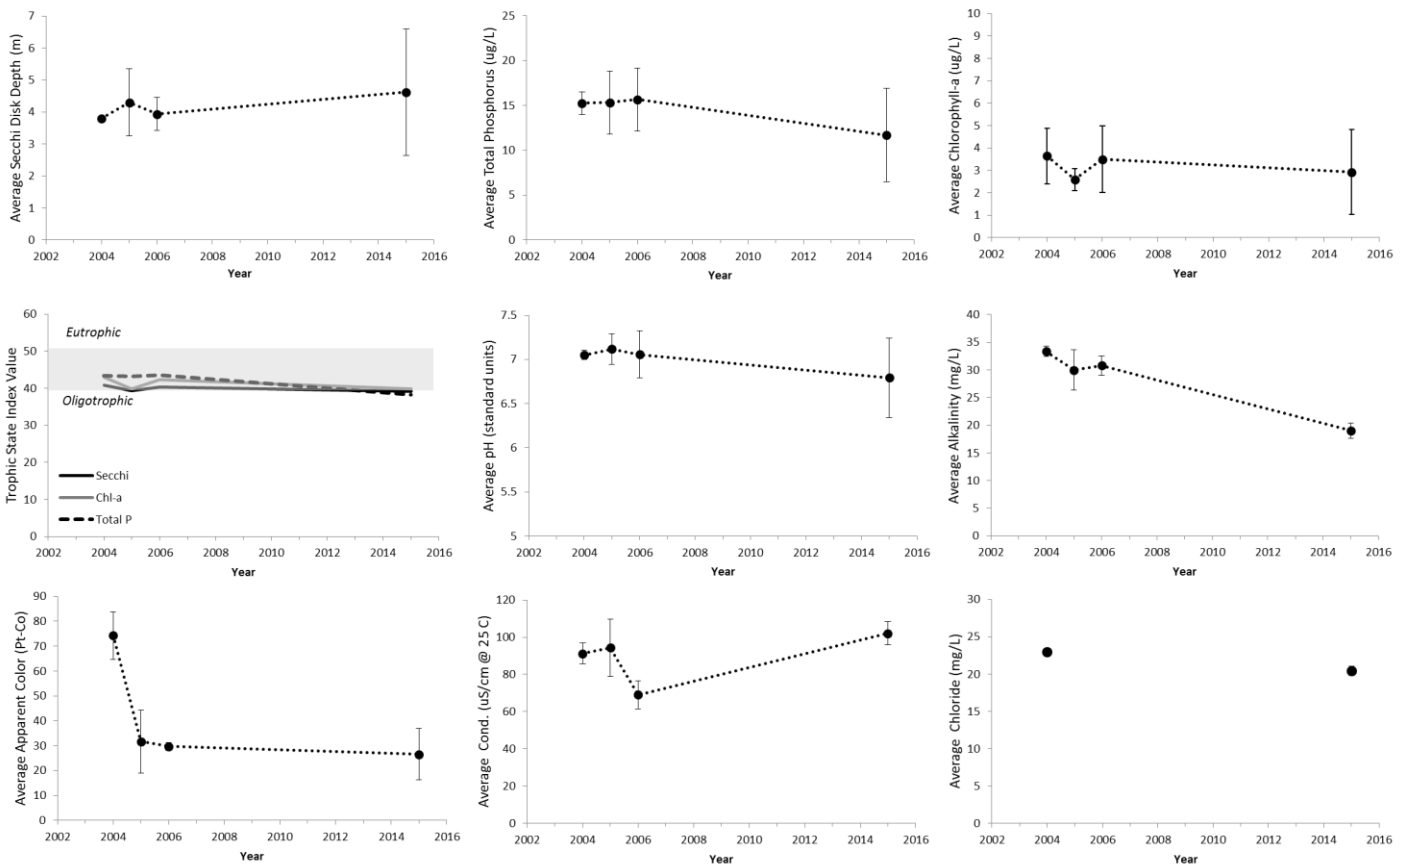 Average Secchi Disk Depth (m)
7
6
5
4
3
2
1
0
2002 2004 2006 2008 2010 2012 2014 2016
Year
Average Total Phosphorus (ug/L)
25
20
15
10
5
0
2002 2004 2006 2008 2010 2012 2014 2016
Year
Average Chlorophyll-a (ug/L)
10
9
8
7
6
5
4
3
2
1
0
2002 2004 2006 2008 2010 2012 2014 2016
Year
Trophic State Index Value
60
50
40
30
20
10
0
Eutrophic
Oligotrophic
Secchi
Chl-a
Total P
2002 2004 2006 2008 2010 2012 2014 2016
Year
Average pH (standard units)
7.5
7
6.5
6
5.5
5
2002 2004 2006 2008 2010 2012 2014 2016
Year
Average Alkalinity (mg/L)
40
35
30
25
20
15
10
5
0
2002 2004 2006 2008 2010 2012 2014 2016
Year
Average Apparent Color (Pt-Co)
90
80
70
60
50
40
30
20
10
0
2002 2004 2006 2008 2010 2012 2014 2016
Year
Average Cond. (uS/cm @ 25 C)
120
100
80
60
40
20
0
2002 2004 2006 2008 2010 2012 2014 2016
Year
Average Chloride (mg/L)
30
25
20
15
10
5
0
2002 2004 2006 2008 2010 2012 2014 2016
Year